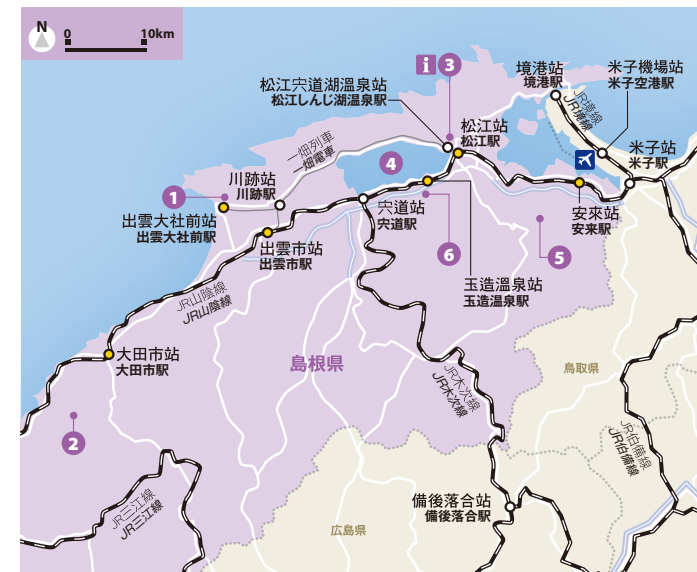 N
0 10km
i 3
境港站
境港駅
米子機場站
米子空港駅
松江宍道湖溫泉站
松江しんじ湖温泉駅
JR境線
JR境線
松江站
松江駅
一畑列車
一畑電車
米子站
米子駅
4
川跡站
川跡駅
1
出雲大社前站
出雲大社前駅
宍道站
宍道駅
安來站
安来駅
出雲市站
出雲市駅
6
5
玉造溫泉站
玉造温泉駅
JR山陰線
JR山陰線
大田市站
大田市駅
島根県
鳥取県
JR木次線
JR木次線
2
JR伯備線
JR伯備線
JR三江線
JR三江線
備後落合站
備後落合駅
広島県